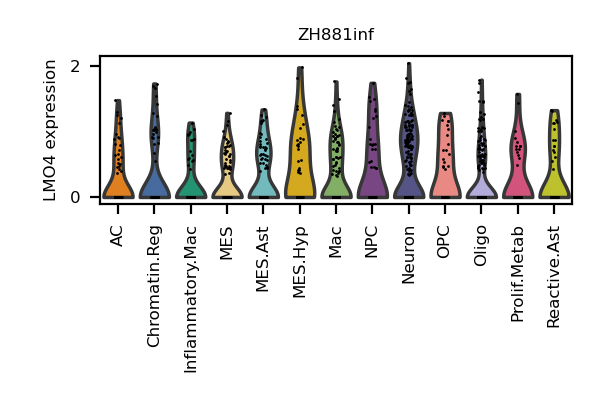 ZH881inf
LMO4 expression
2
0
AC
Chromatin.Reg
Inflammatory.Mac
MES
MES.Ast
MES.Hyp
Mac
NPC
Neuron
OPC
Oligo
Prolif.Metab
Reactive.Ast